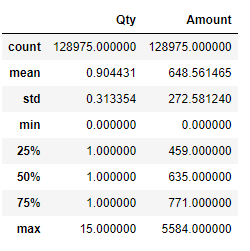 Qty Amount
count 128975.000000 128975.000000
mean 0.904431 648.561465
std 0.313354 272.581240
min 0.000000 0.000000
25% 1.000000 459.000000
50% 1.000000 635.000000
75% 1.000000 771.000000
max 15.000000 5584.000000